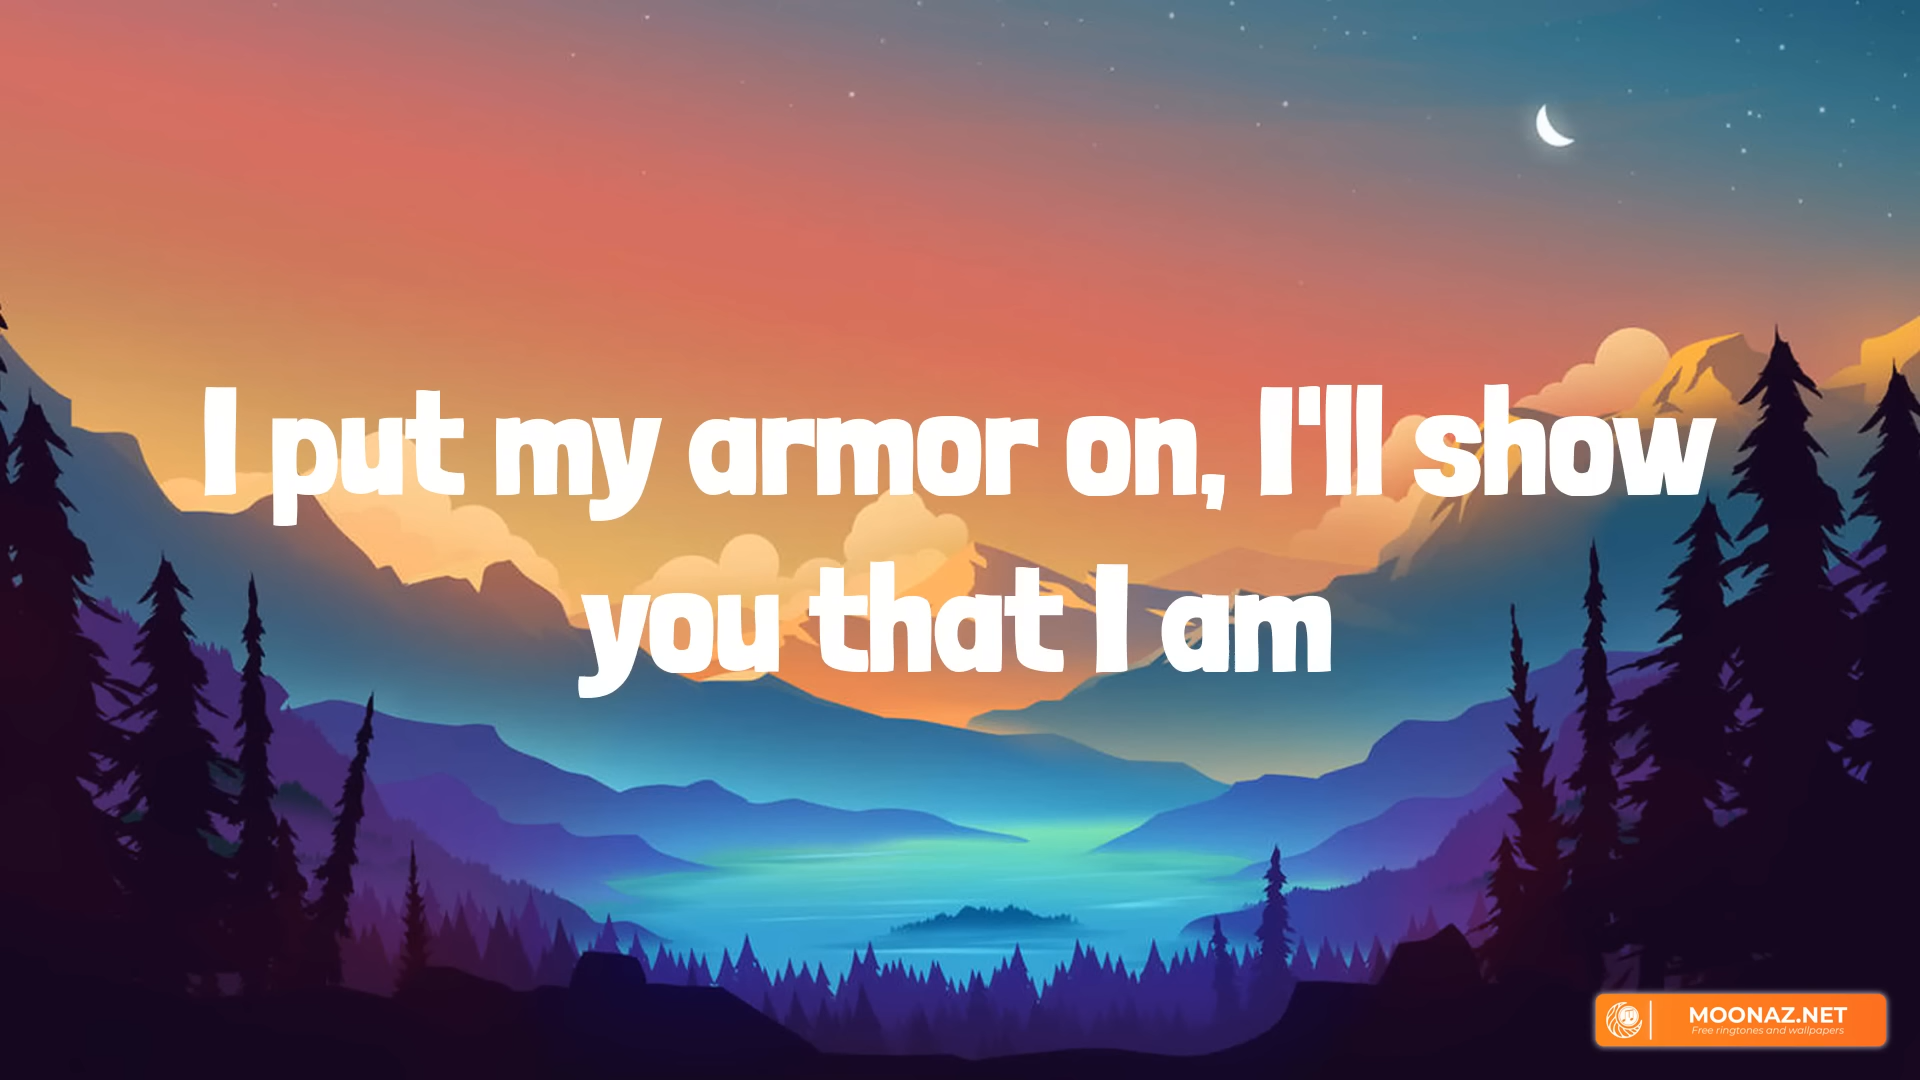 I put my armor on, I'll show
you that I am
MOONAZ.NET
Free ringtones and wallpapers